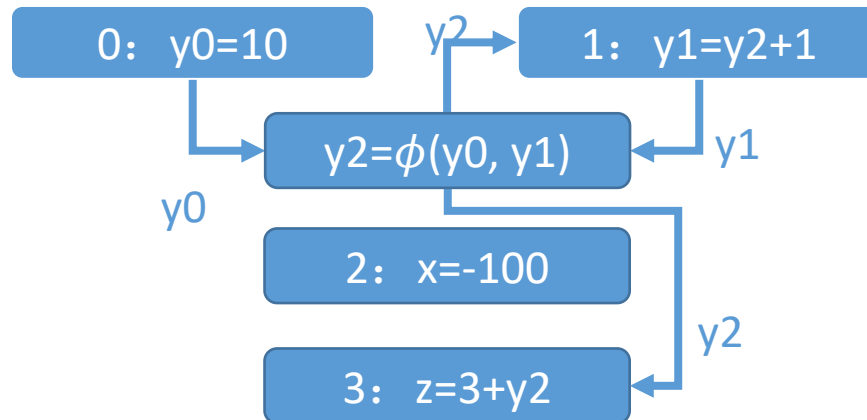 0：y0=10
y2
1：y1=y2+1
y2=ϕ(y0, y1)
y1
y0
2：x=-100
y2
3：z=3+y2